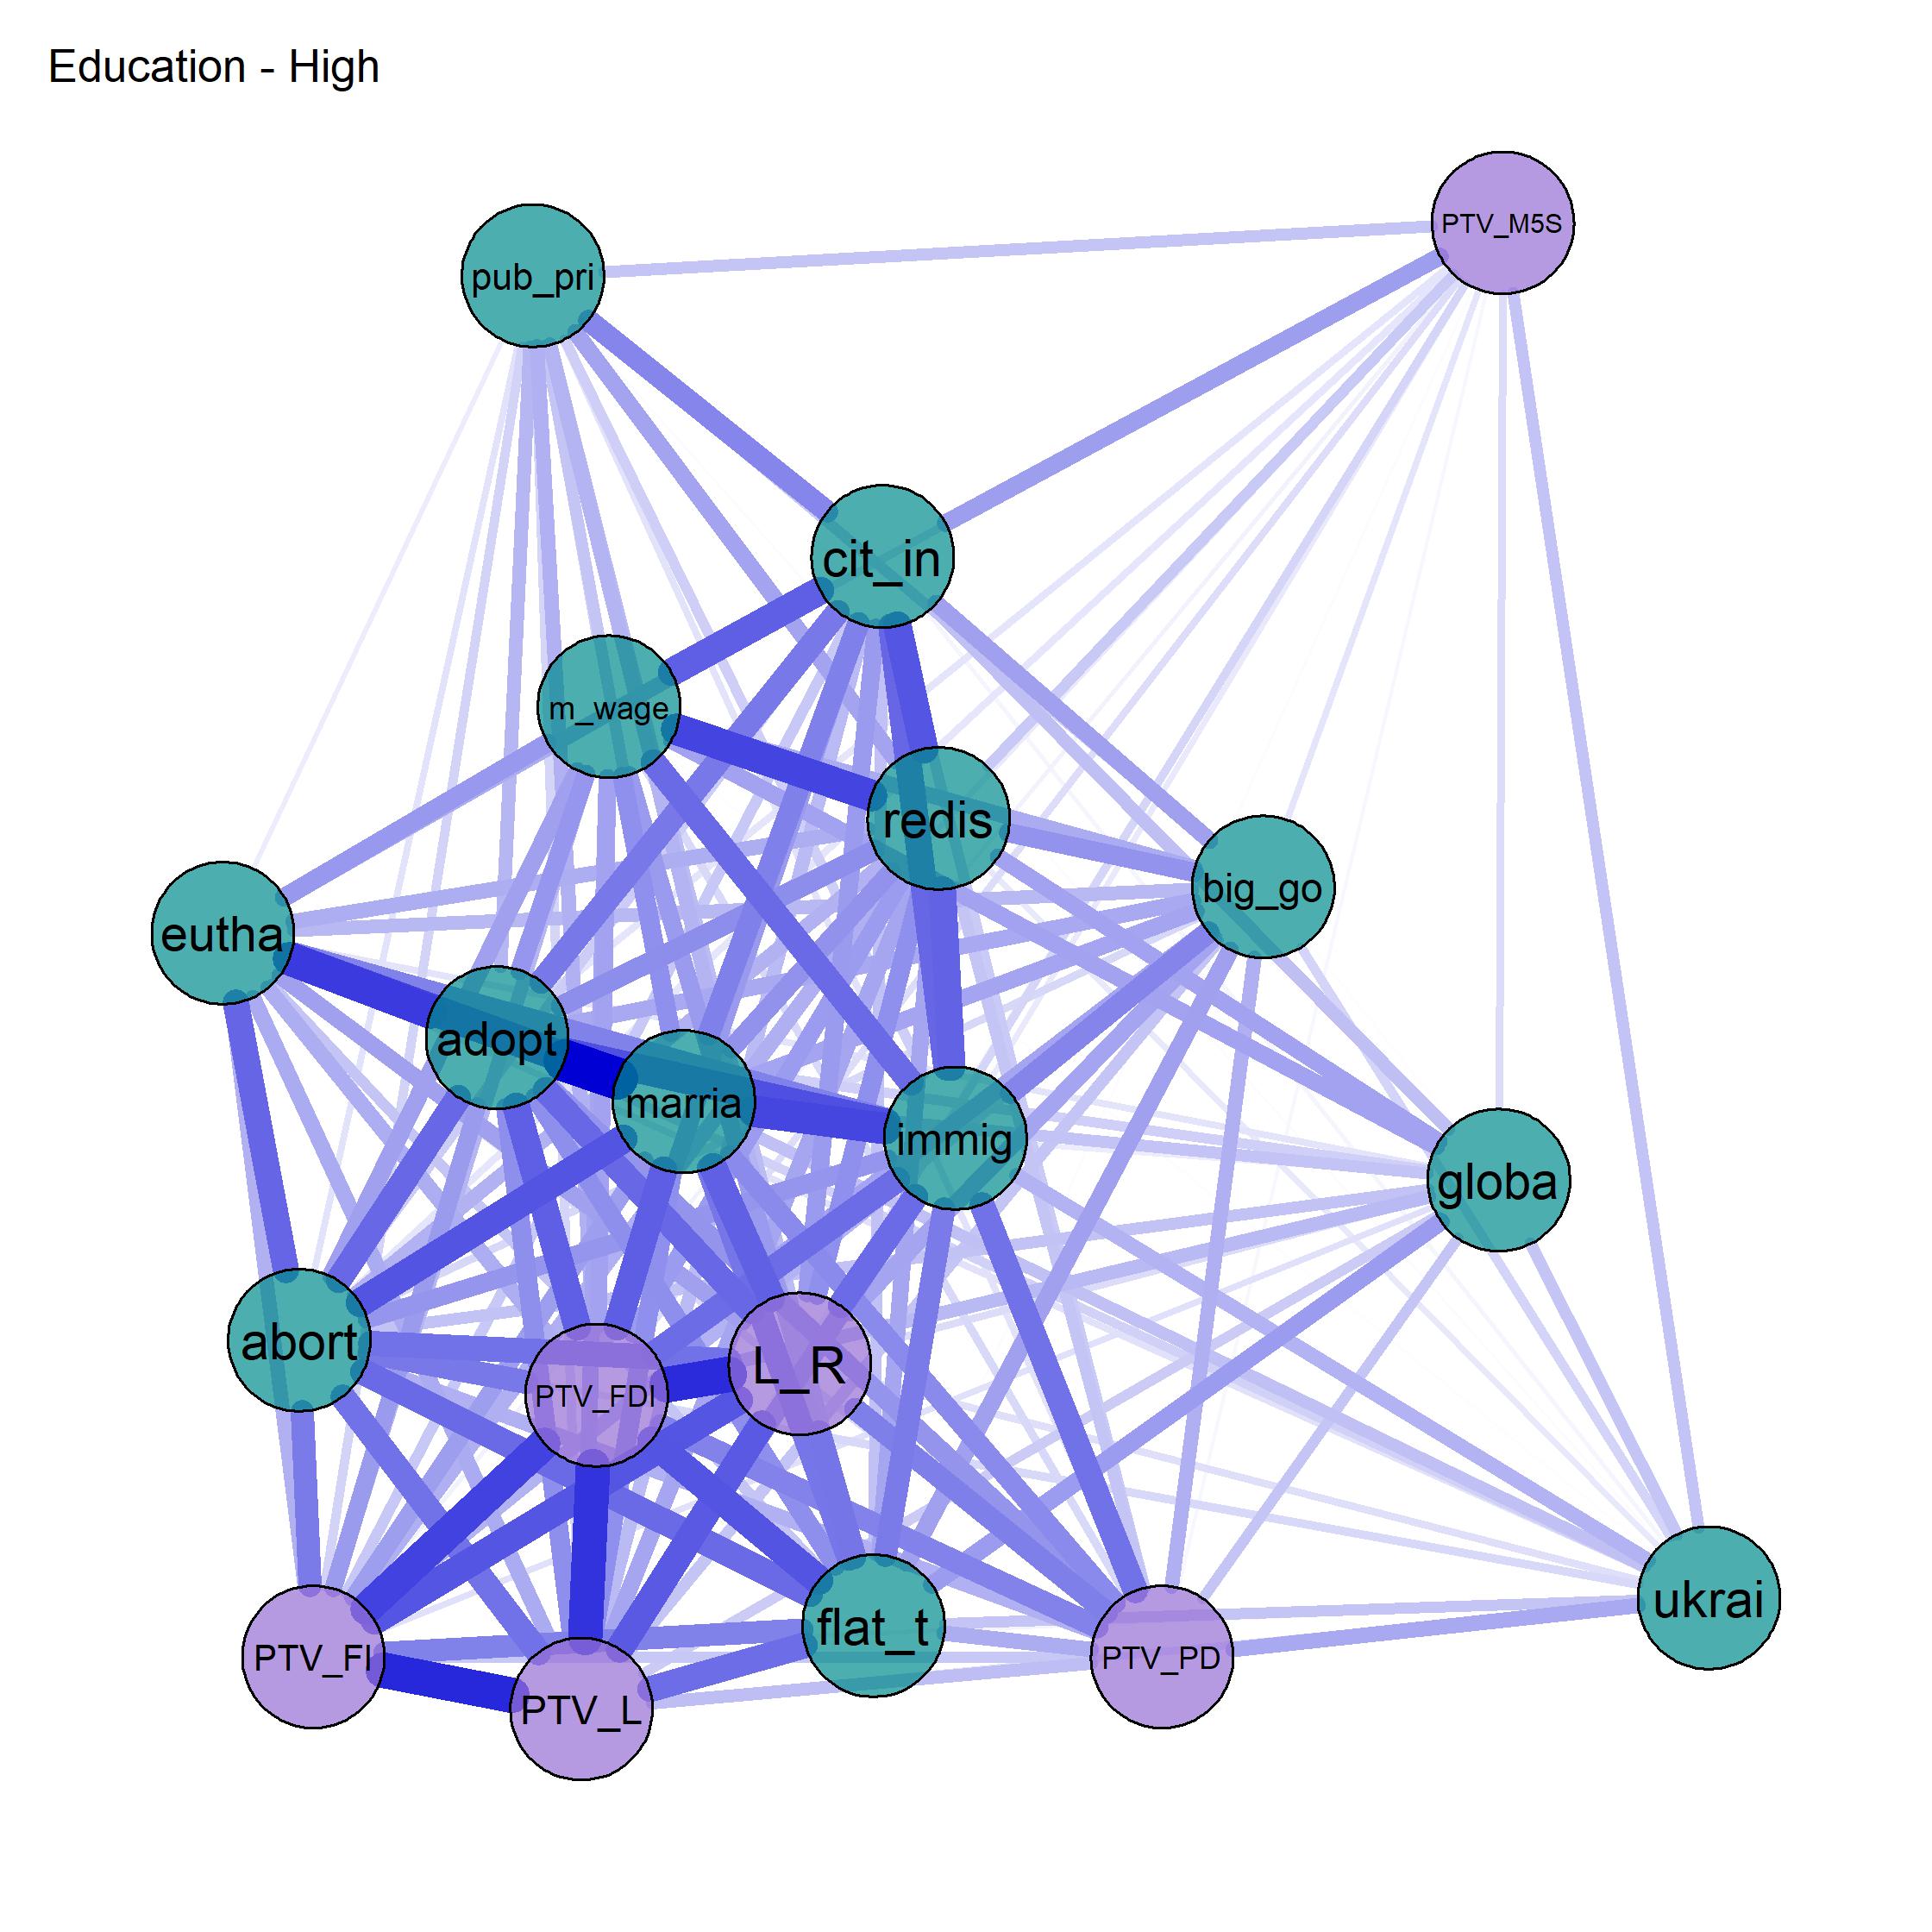 Education - High
PTV_M5S
pub_pri
cit_in
m_wage
redis
big_go
eutha
adopt
marria
immig
globa
abort
PTV_FDI
L_R
PTV_FI
PTV_L
flat_t
PTV_PD
ukrai